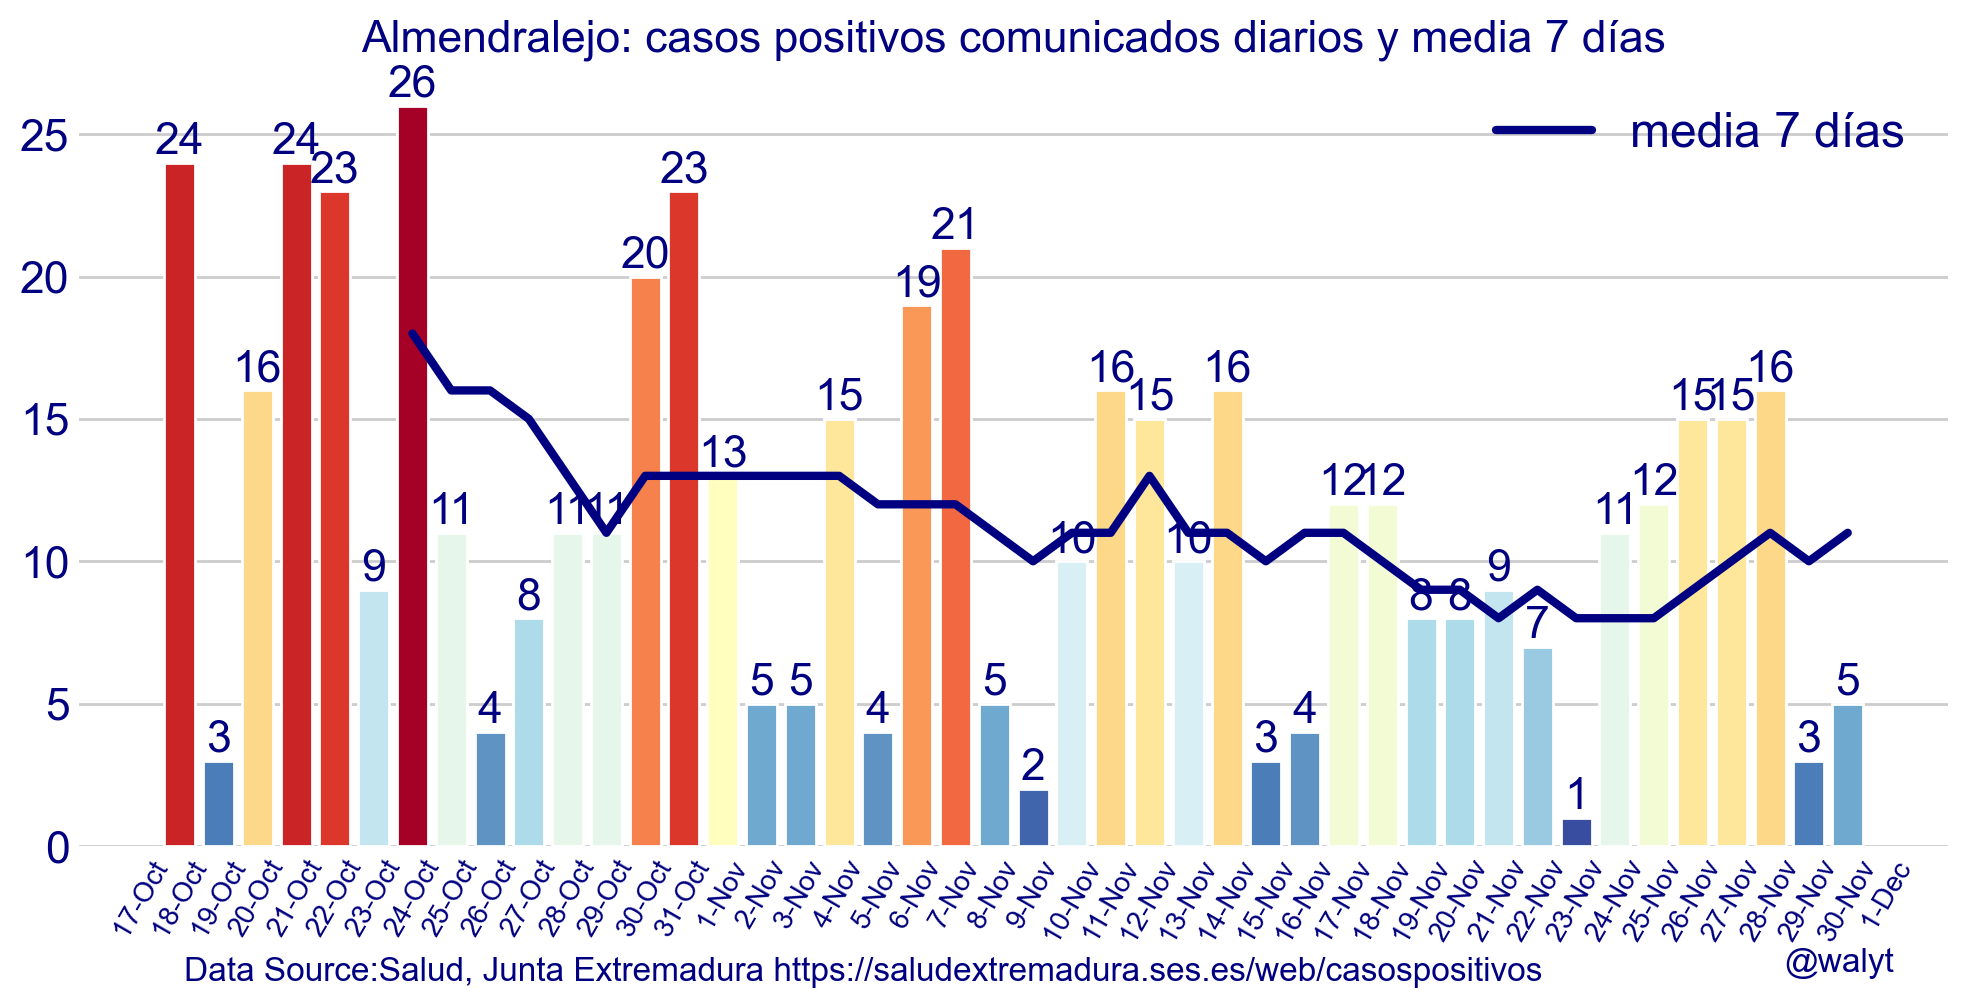 Almendralejo: casos positivos comunicados diarios y media 7 días
media 7 días
25
20
15
10
5
0
24
3
16
24
23
9
26
11
4
8
11
11
20
23
13
5
5
15
4
19
21
5
2
10
16
15
10
16
3
4
12
12
8
8
9
7
1
11
12
15
15
16
3
5
17-Oct
18-Oct
19-Oct
20-Oct
21-Oct
22-Oct
23-Oct
24-Oct
25-Oct
26-Oct
27-Oct
28-Oct
29-Oct
30-Oct
31-Oct
1-Nov
2-Nov
3-Nov
4-Nov
5-Nov
6-Nov
7-Nov
8-Nov
9-Nov
10-Nov
11-Nov
12-Nov
13-Nov
14-Nov
15-Nov
16-Nov
17-Nov
18-Nov
19-Nov
20-Nov
21-Nov
22-Nov
23-Nov
24-Nov
25-Nov
26-Nov
27-Nov
28-Nov
29-Nov
30-Nov
1-Dec
Data Source:Salud, Junta Extremadura https://saludextremadura.ses.es/web/casospositivos
@walyt